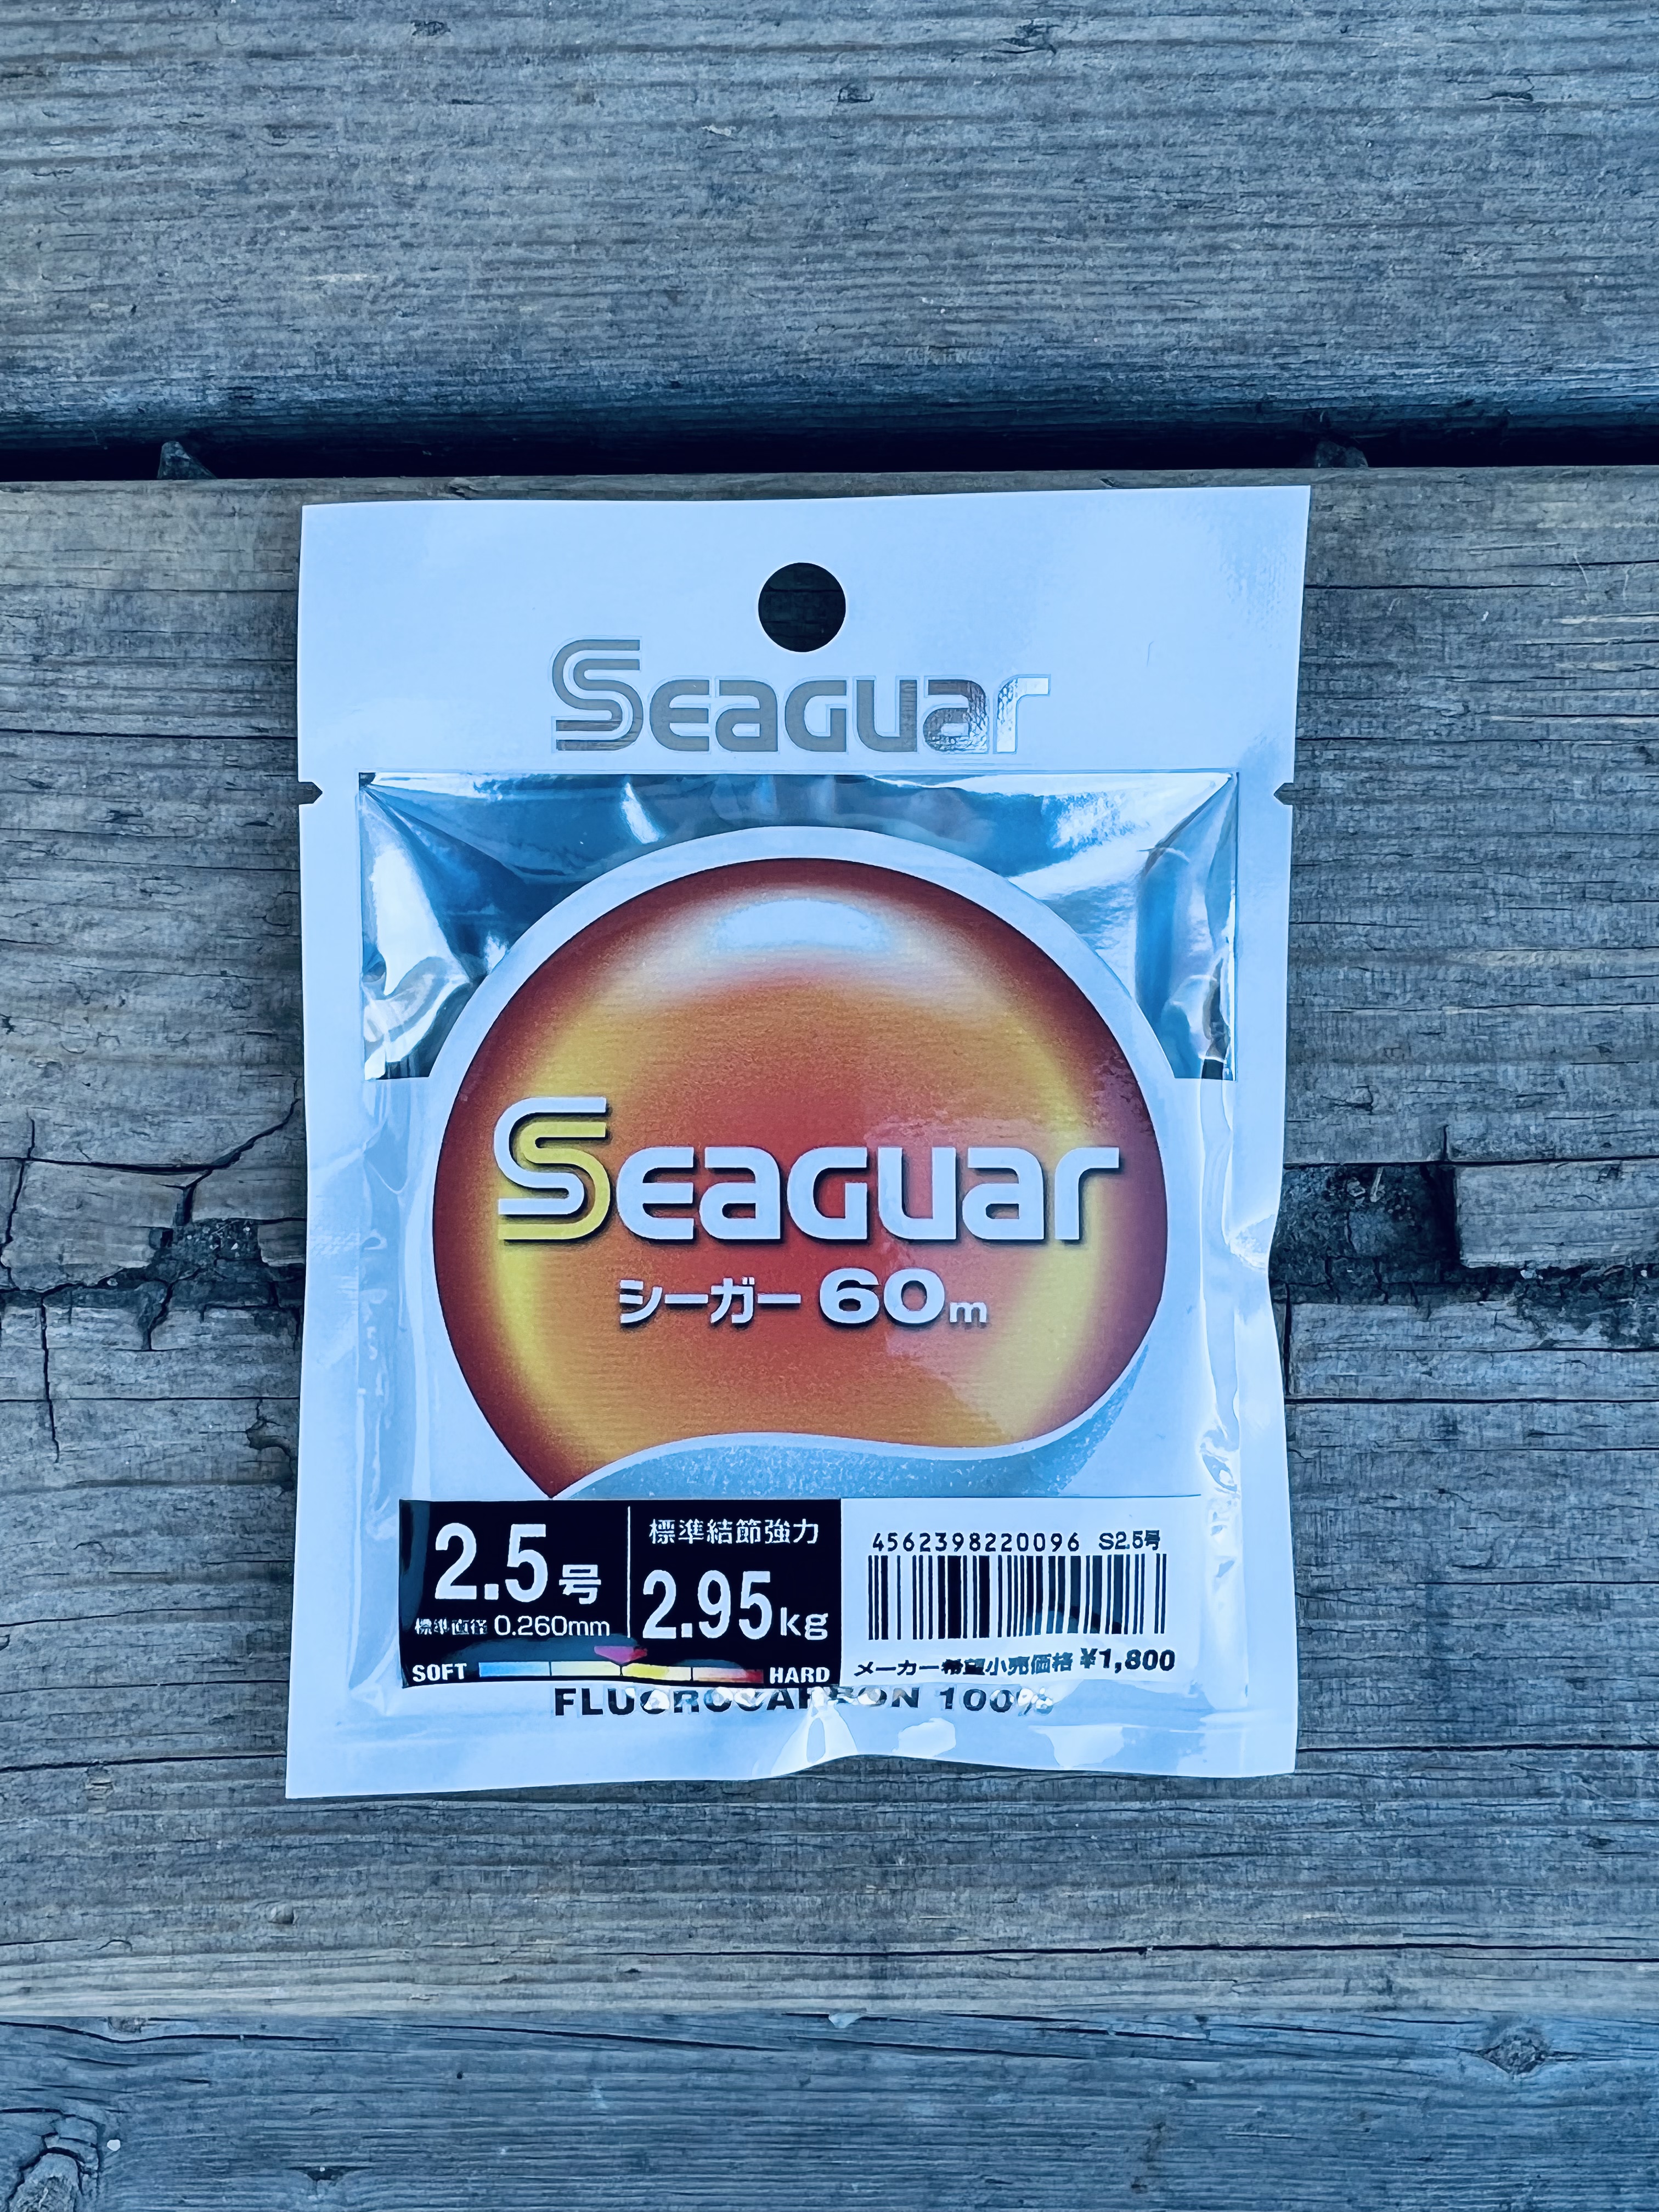 Seaguar
Seaguar
シーガー 60m
2.5号
標準直径 0.260mm
標準結節強力
2.95kg
SOFT HARD
4562398220096 S2.5号
メーカー希望小売価格 ¥1,800
FLUOROCARBON 100%